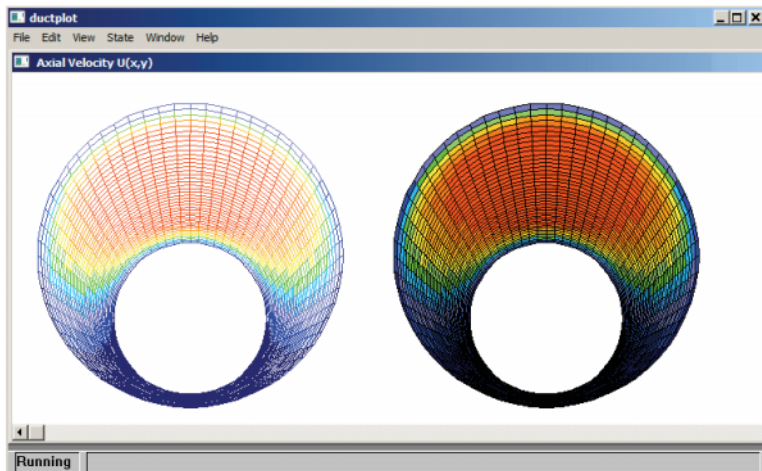 ductplot
File Edit View State Window Help
Axial Velocity U(x,y)
Running